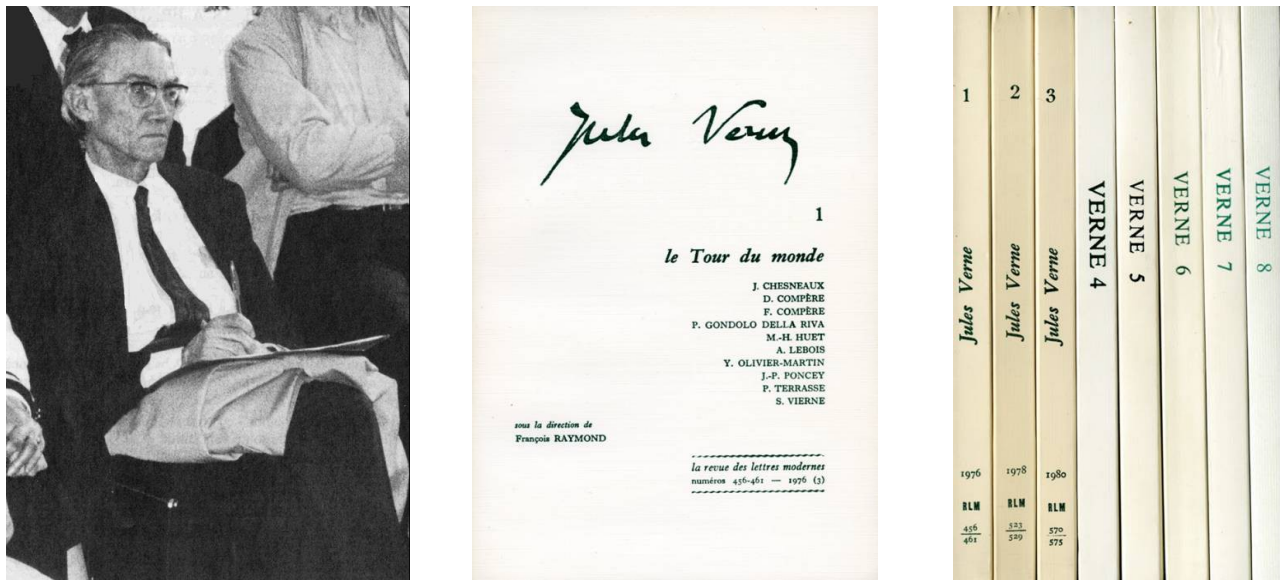 Jules Verne
1
le Tour du monde
J. CHESNEAUX
D. COMPÈRE
F. COMPÈRE
P. GONDOLO DELLA RIVA
M.-H. HUET
A. LEBOIS
Y. OLIVIER-MARTIN
J.-P. PONCEY
P. TERRASSE
S. VIERNE
sous la direction de
François RAYMOND
la revue des lettres modernes
numéros 456-461 — 1976 (3)
1
Jules Verne
1976
RLM
456
461
2
Jules Verne
1978
RLM
523
529
3
Jules Verne
1980
RLM
570
575
VERNE 4
VERNE 5
VERNE 6
VERNE 7
VERNE 8